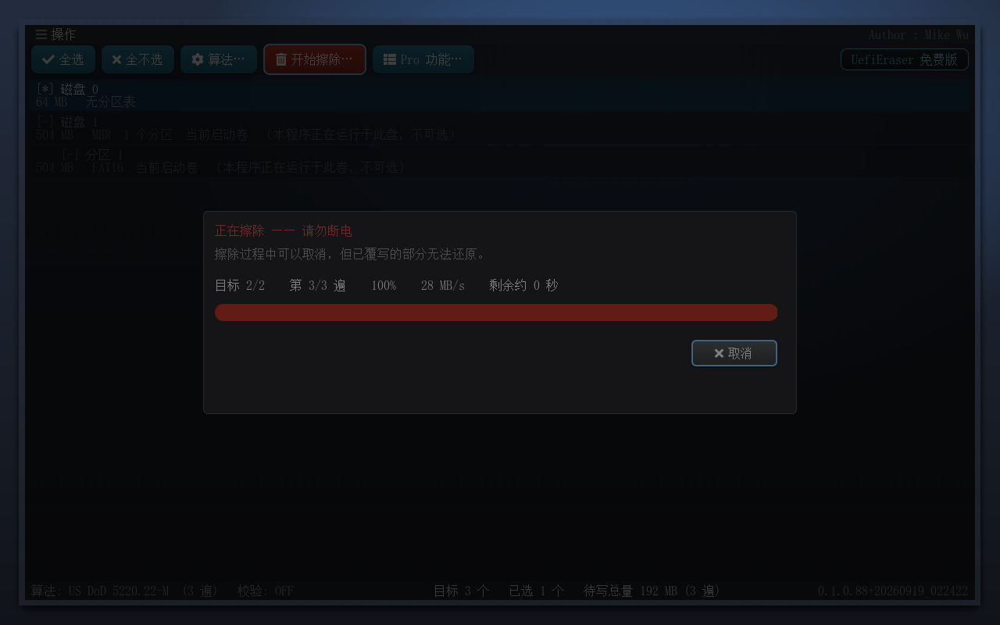 操作
Author : Mike Wu
全选 全不选 算法… 开始擦除… Pro 功能… UefiEraser 免费版
[*] 磁盘 0
64 MB 无分区表
[-] 磁盘 1
504 MB MBR 1 个分区 当前启动卷 (本程序正在运行于此盘，不可选)
[-] 分区 1
504 MB FAT16 当前启动卷 (本程序正在运行于此卷，不可选)
正在擦除 —— 请勿断电
擦除过程中可以取消，但已覆写的部分无法还原。
目标 2/2 第 3/3 遍 100% 28 MB/s 剩余约 0 秒
取消
算法: US DoD 5220.22-M (3 遍) 校验: OFF 目标 3 个 已选 1 个 待写总量 192 MB (3 遍) 0.1.0.88+20260919_022422